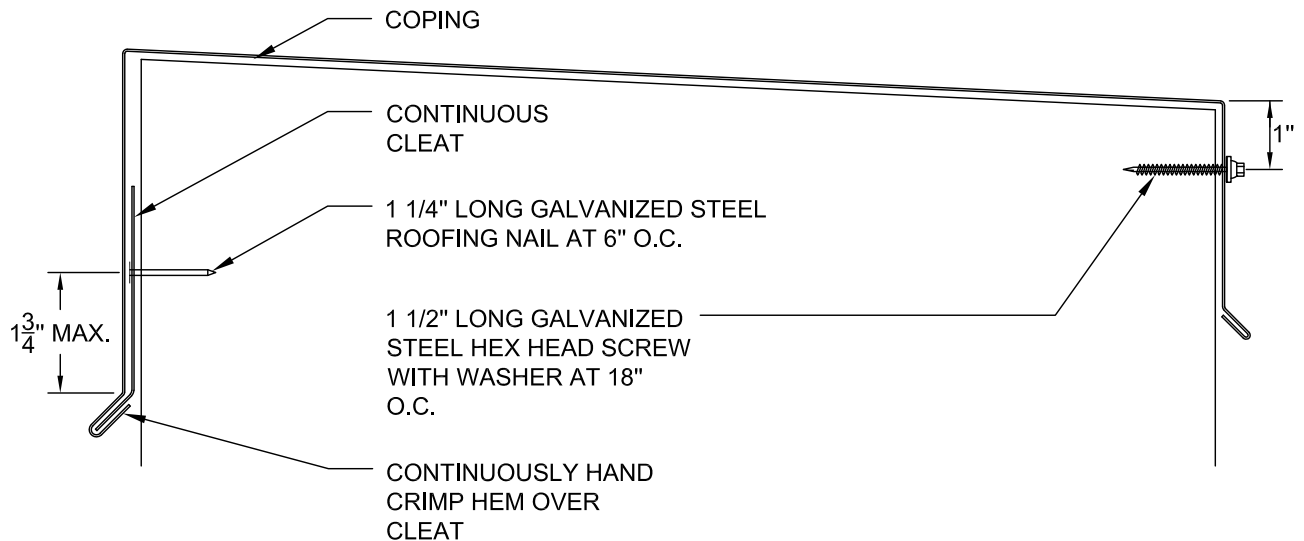 COPING
CONTINUOUS
CLEAT
1"
1 1/4" LONG GALVANIZED STEEL
ROOFING NAIL AT 6" O.C.
1 3/4" MAX.
1 1/2" LONG GALVANIZED
STEEL HEX HEAD SCREW
WITH WASHER AT 18"
O.C.
CONTINUOUSLY HAND
CRIMP HEM OVER
CLEAT